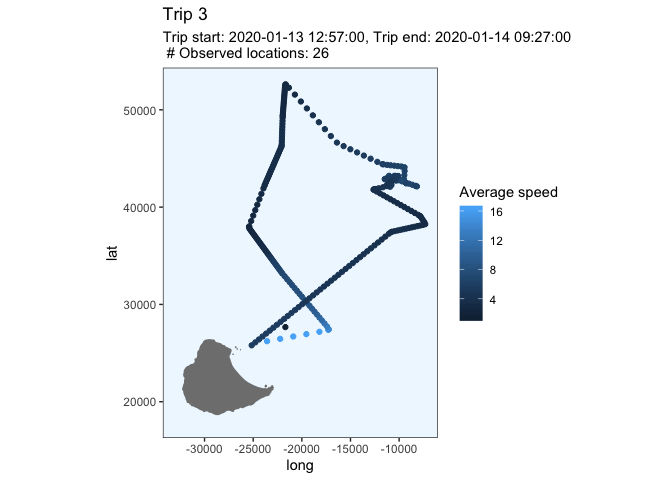 Trip 3
Trip start: 2020-01-13 12:57:00, Trip end: 2020-01-14 09:27:00
# Observed locations: 26
50000
40000
30000
20000
lat
-30000 -25000 -20000 -15000 -10000
long
Average speed
16
12
8
4